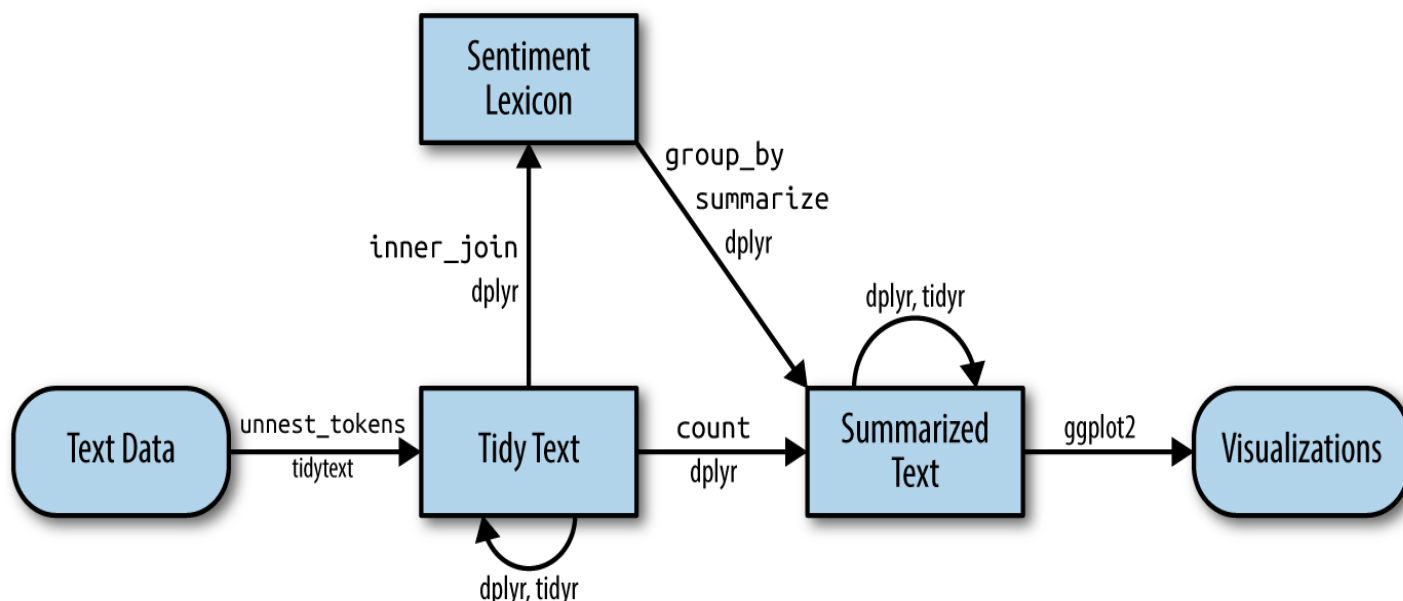 Sentiment
Lexicon
group_by
summarize
dplyr
inner_join
dplyr
dplyr, tidyr
Text Data
unnest_tokens
tidytext
Tidy Text
count
dplyr
Summarized
Text
ggplot2
Visualizations
dplyr, tidyr